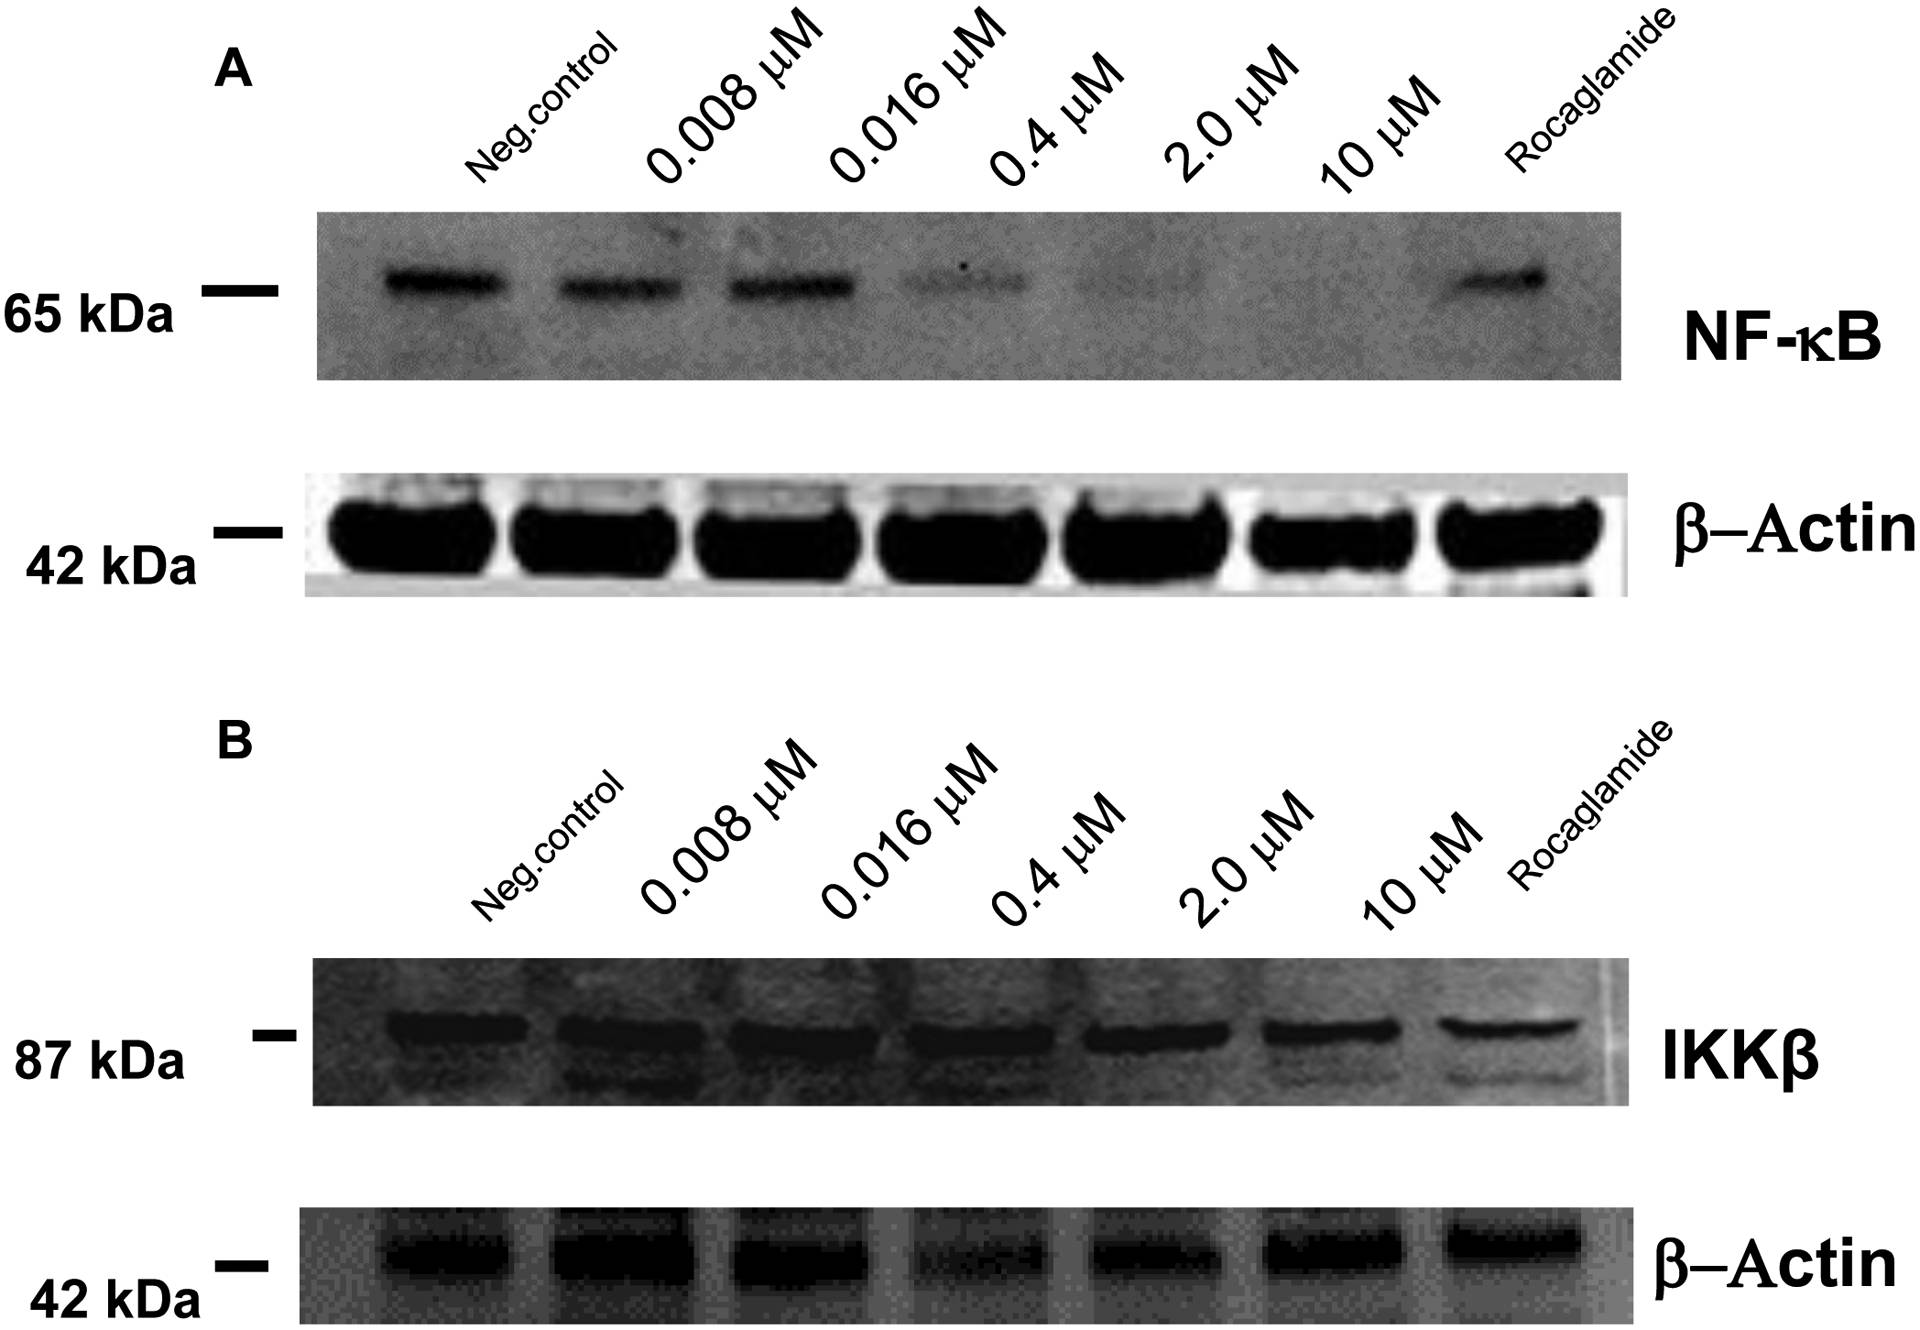 A
Neg.control
0.008 μM
0.016 μM
0.4 μM
2.0 μM
10 μM
Rocaglamide
65 kDa
NF-κB
42 kDa
β–Actin
B
Neg.control
0.008 μM
0.016 μM
0.4 μM
2.0 μM
10 μM
Rocaglamide
87 kDa
IKKβ
42 kDa
β–Actin